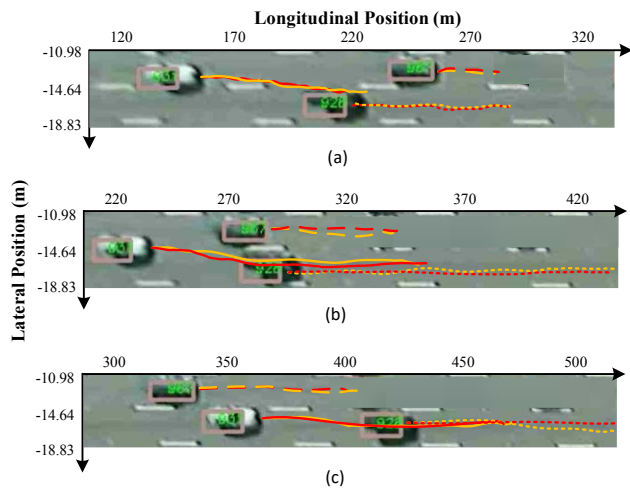 Longitudinal Position (m)
120 170 220 270 320
-10.98
-14.64
-18.83
928
(a)
220 270 320 370 420
-10.98
-14.64
-18.83
(b)
300 350 400 450 500
-10.98
-14.64
-18.83
(c)
Lateral Position (m)